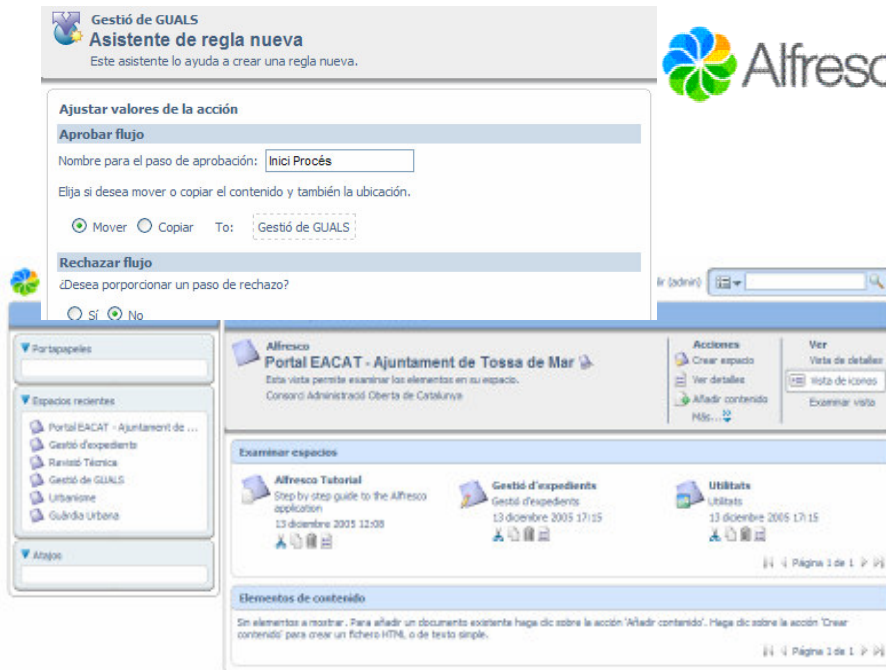 Gestió de GUALS
Asistente de regla nueva
Este asistente lo ayuda a crear una regla nueva.
Alfresco
Ajustar valores de la acción
Aprobar flujo
Nombre para el paso de aprobación: Inici Procés
Elija si desea mover o copiar el contenido y también la ubicación.
Mover Copiar To: Gestió de GUALS
Rechazar flujo
¿Desea porporcionar un paso de rechazo?
Sí No
ir (admin)
Portapapeles
Espacios recientes
Portal EACAT - Ajuntament de ...
Gestió d'expedients
Revisió Tècnica
Gestió de GUALS
Urbanisme
Guàrdia Urbana
Atajos
Alfresco
Portal EACAT - Ajuntament de Tossa de Mar
Esta vista permite examinar los elementos en su espacio.
Consorci Administració Oberta de Catalunya
Acciones
Crear espacio
Ver detalles
Añadir contenido
Más...
Ver
Vista de detalles
Vista de iconos
Examinar vista
Examinar espacios
Alfresco Tutorial
Step by step guide to the Alfresco
application
13 diciembre 2005 12:08
Gestió d'expedients
Gestió d'expedients
13 diciembre 2005 17:15
Utilitats
Utilitats
13 diciembre 2005 17:15
Página 1 de 1
Elementos de contenido
Sin elementos a mostrar. Para añadir un documento existente haga clic sobre la acción 'Añadir contenido'. Haga clic sobre la acción 'Crear
contenido' para crear un fichero HTML o de texto simple.
Página 1 de 1